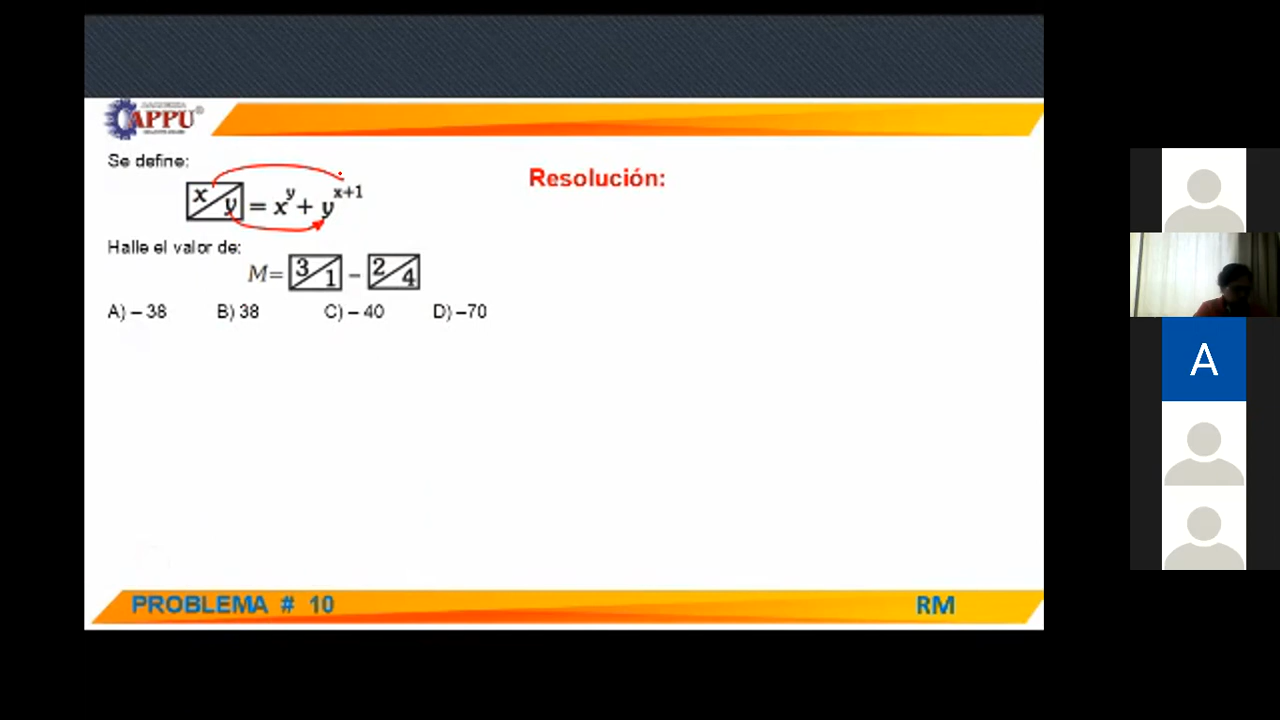 APPU®
Se define:
x y = x^y + y^(x+1)
Resolución:
Halle el valor de:
M= 3 1 – 2 4
A) – 38 B) 38 C) – 40 D) –70
A
PROBLEMA # 10 RM